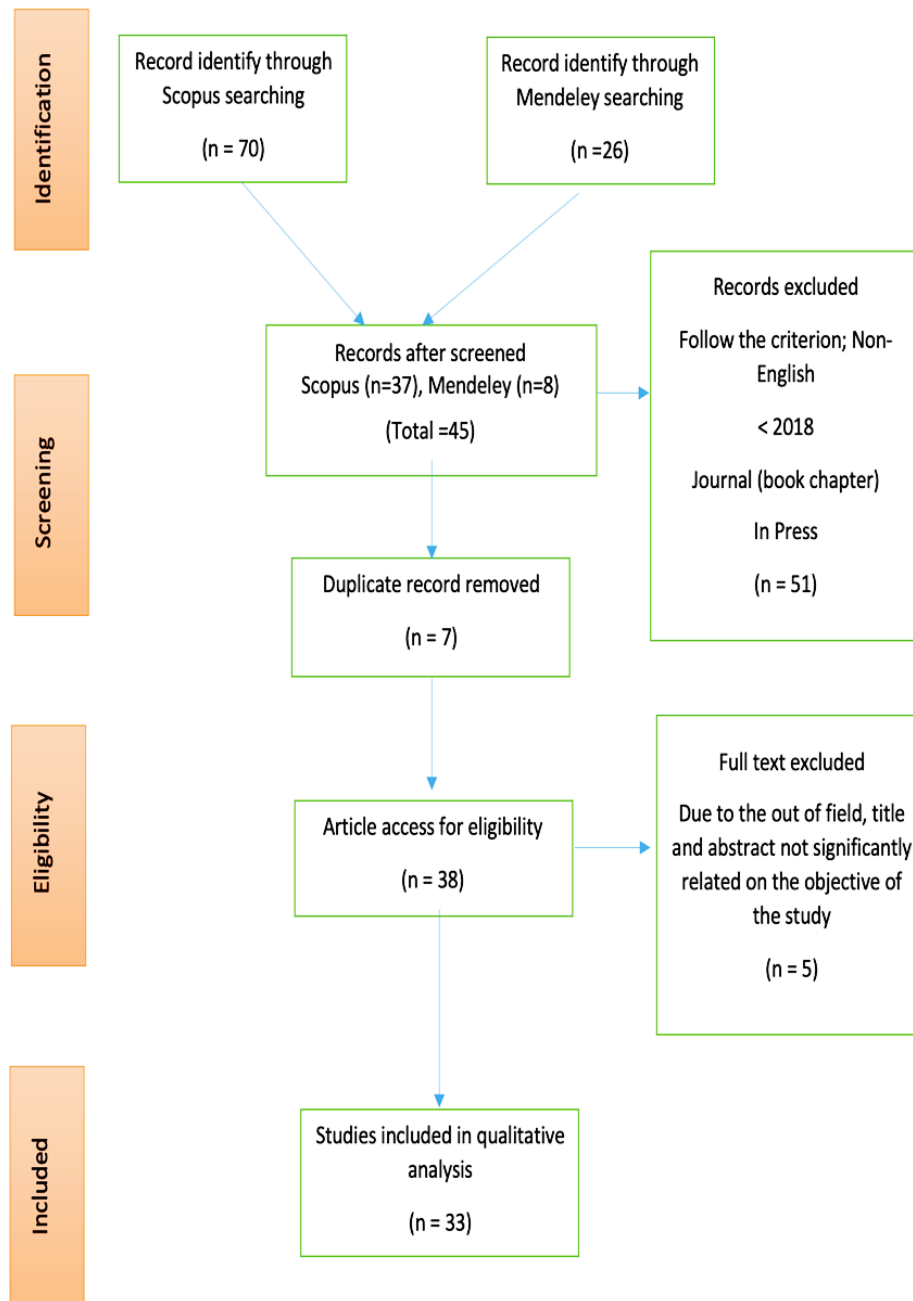 Identification
Record identify through
Scopus searching
(n = 70)
Record identify through
Mendeley searching
(n =26)
Screening
Records after screened
Scopus (n=37), Mendeley (n=8)
(Total =45)
Records excluded
Follow the criterion; Non-
English
< 2018
Journal (book chapter)
In Press
(n = 51)
Duplicate record removed
(n = 7)
Eligibility
Article access for eligibility
(n = 38)
Full text excluded
Due to the out of field, title
and abstract not significantly
related on the objective of
the study
(n = 5)
Included
Studies included in qualitative
analysis
(n = 33)